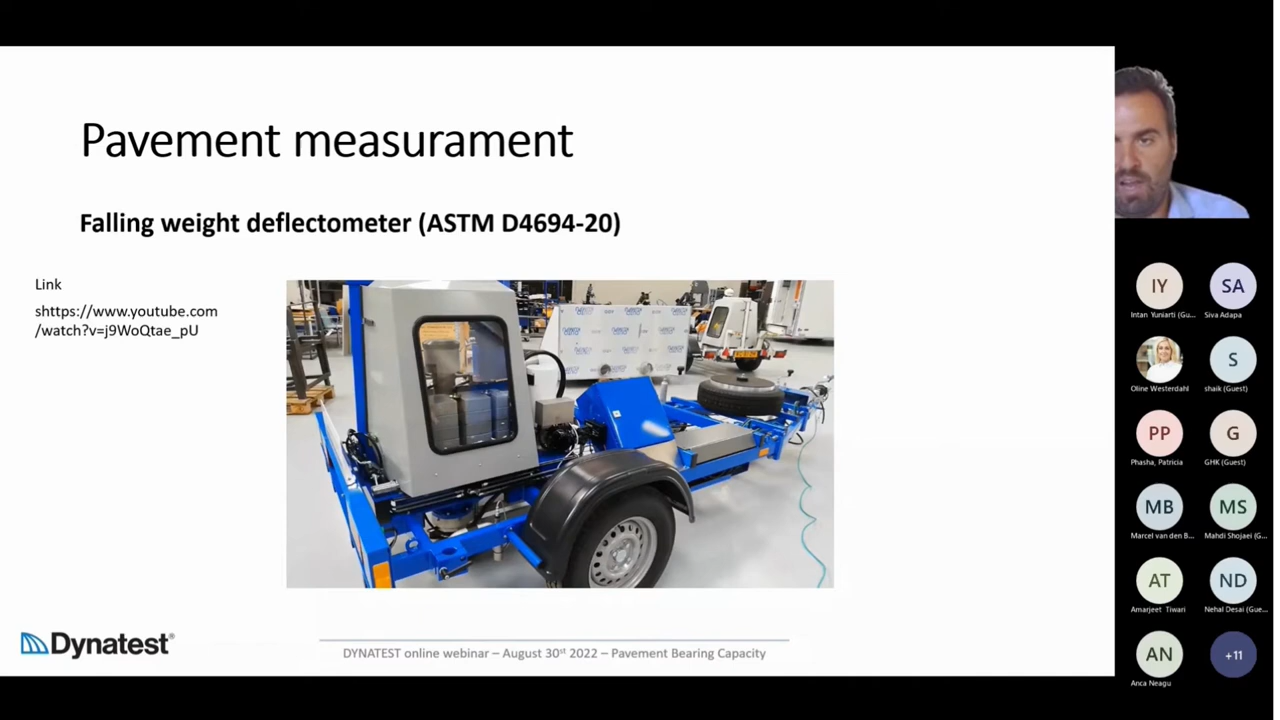 Pavement measurament
Falling weight deflectometer (ASTM D4694-20)
Link
shttps://www.youtube.com
/watch?v=j9WoQtae_pU
Dynatest®
DYNATEST online webinar – August 30st 2022 – Pavement Bearing Capacity
IY
SA
Intan Yuniarti (Gu...
Siva Adapa
S
Oline Westerdahl
shaik (Guest)
PP
G
Phasha, Patricia
GHK (Guest)
MB
MS
Marcel van den B...
Mahdi Shojaei (G...
AT
ND
Amarjeet Tiwari
Nehal Desai (Gue...
AN
+11
Anca Neagu